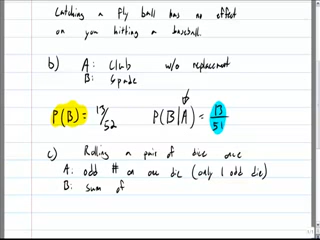 Catching a fly ball has no effect
on you hitting a baseball.
b) A: Club w/o replacement
B: Spade
P(B) = 13/52 P(B|A) = 13/51
c) Rolling a pair of dice once
A: odd # on one die (only 1 odd die)
B: sum of